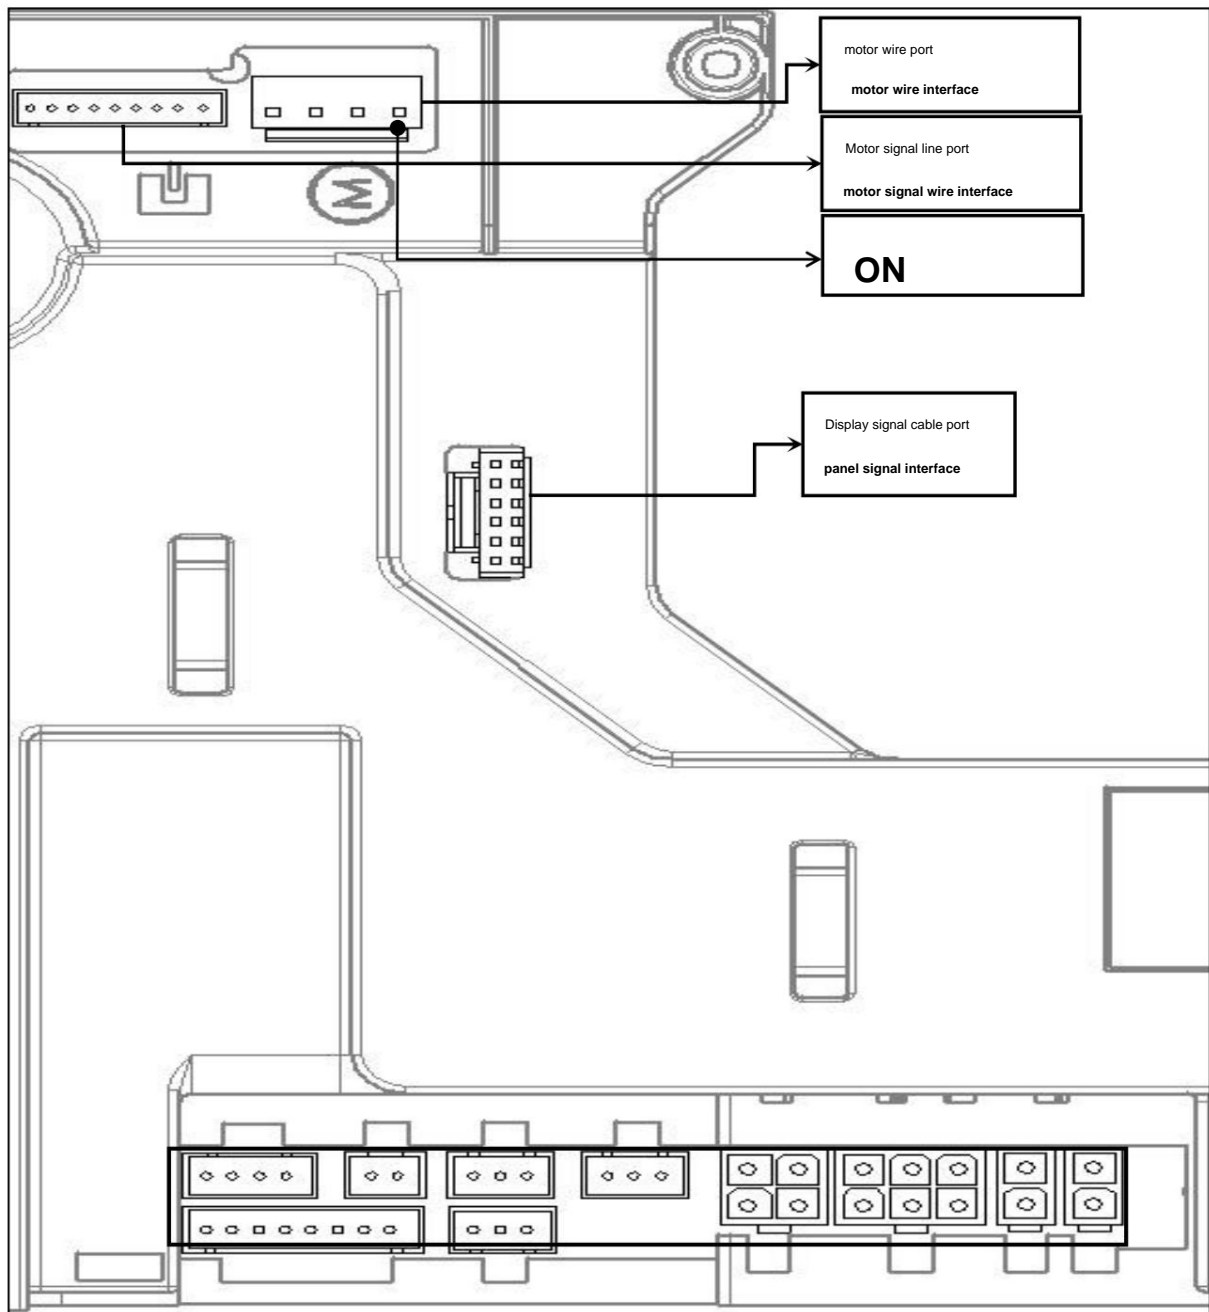 motor wire port
motor wire interface
Motor signal line port
motor signal wire interface
ON
M
Display signal cable port
panel signal interface